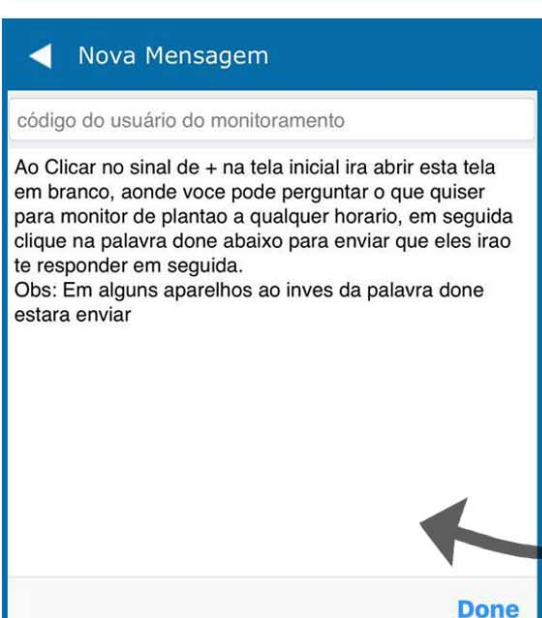 Nova Mensagem
código do usuário do monitoramento
Ao Clicar no sinal de + na tela inicial ira abrir esta tela
em branco, aonde voce pode perguntar o que quiser
para monitor de plantao a qualquer horario, em seguida
clique na palavra done abaixo para enviar que eles irao
te responder em seguida.
Obs: Em alguns aparelhos ao inves da palavra done
estara enviar
Done